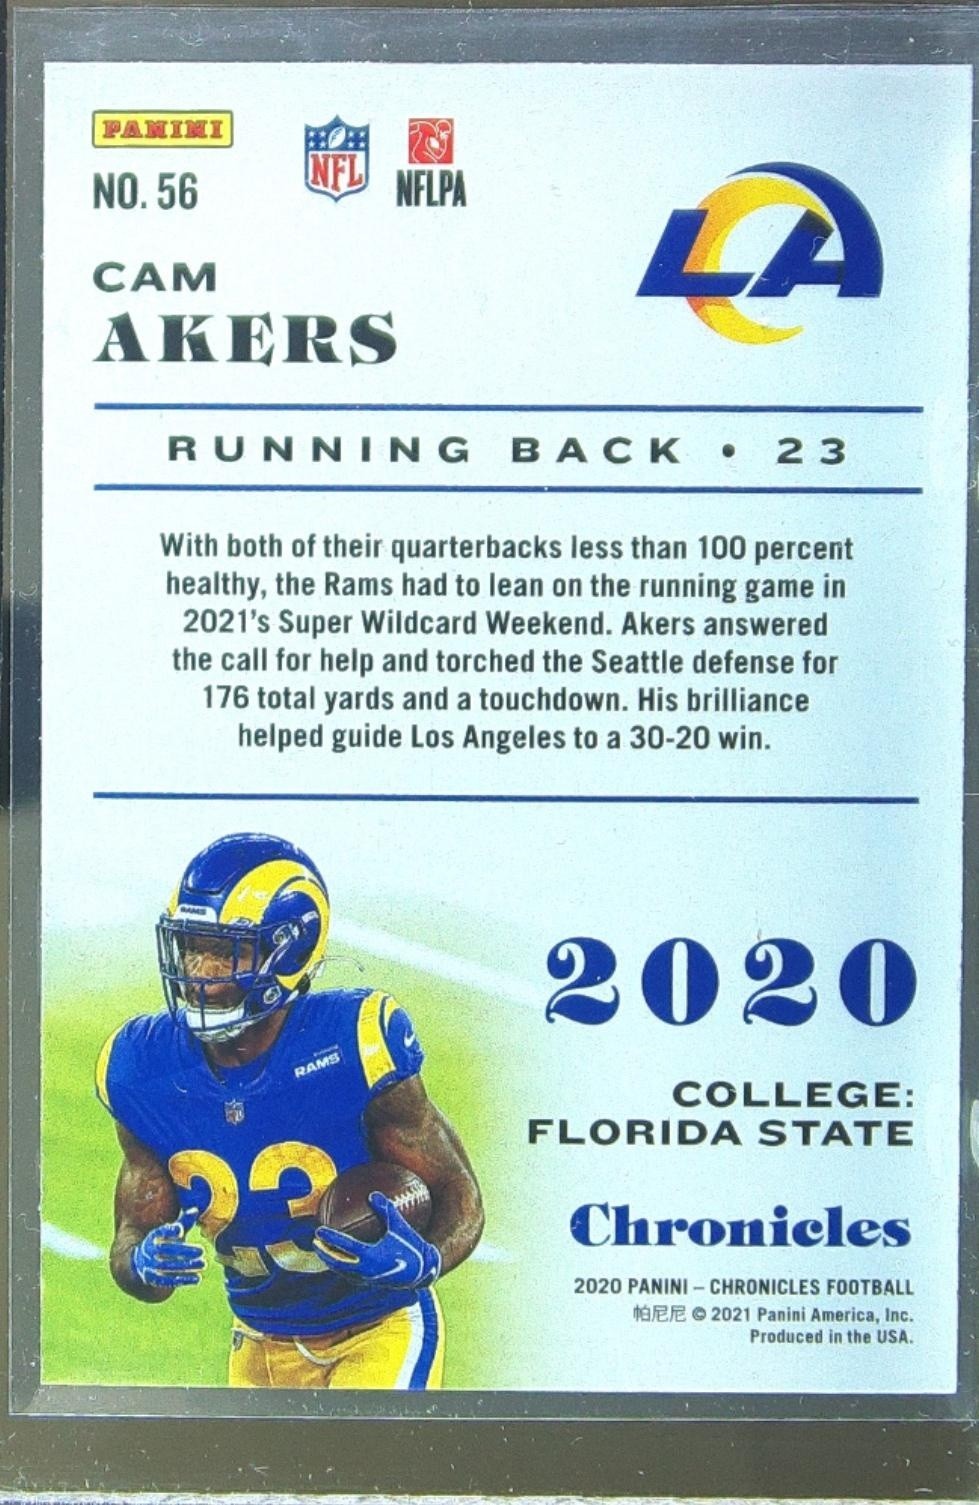 PANINI
NO. 56
NFL
NFLPA
LA
CAM
AKERS
RUNNING BACK • 23
With both of their quarterbacks less than 100 percent
healthy, the Rams had to lean on the running game in
2021's Super Wildcard Weekend. Akers answered
the call for help and torched the Seattle defense for
176 total yards and a touchdown. His brilliance
helped guide Los Angeles to a 30-20 win.
RAMS
RAMS
23
2020
COLLEGE:
FLORIDA STATE
Chronicles
2020 PANINI – CHRONICLES FOOTBALL
帕尼尼 © 2021 Panini America, Inc.
Produced in the USA.